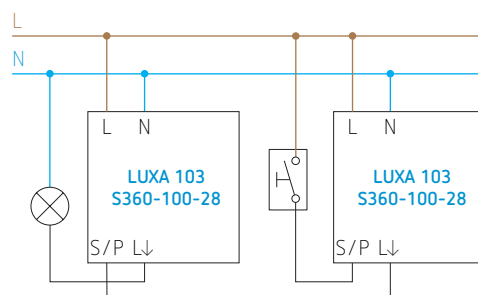 L
N
L N
LUXA 103
S360-100-28
S/P L↓
L N
LUXA 103
S360-100-28
S/P L↓